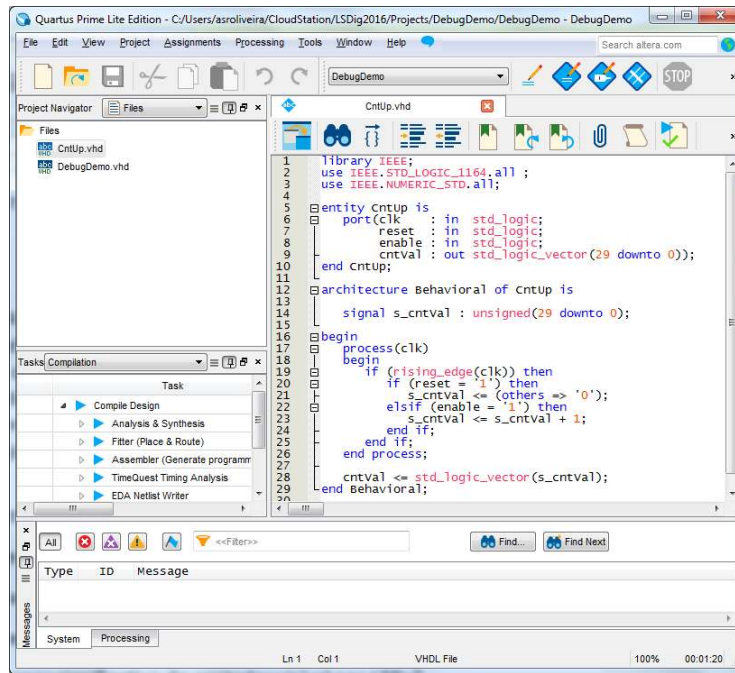 Quartus Prime Lite Edition - C:/Users/asroliveira/CloudStation/LSDig2016/Projects/DebugDemo/DebugDemo - DebugDemo
File Edit View Project Assignments Processing Tools Window Help
Search altera.com
DebugDemo
STOP
Project Navigator Files
Files
CntUp.vhd
DebugDemo.vhd
CntUp.vhd
1 library IEEE;
2 use IEEE.STD_LOGIC_1164.all ;
3 use IEEE.NUMERIC_STD.all;
4
5 entity CntUp is
6 port(clk : in std_logic;
7 reset : in std_logic;
8 enable : in std_logic;
9 cntVal : out std_logic_vector(29 downto 0));
10 end CntUp;
11
12 architecture Behavioral of CntUp is
13
14 signal s_cntVal : unsigned(29 downto 0);
15
16 begin
17 process(clk)
18 begin
19 if (rising_edge(clk)) then
20 if (reset = '1') then
21 s_cntVal <= (others => '0');
22 elsif (enable = '1') then
23 s_cntVal <= s_cntVal + 1;
24 end if;
25 end if;
26 end process;
27
28 cntVal <= std_logic_vector(s_cntVal);
29 end Behavioral;
30
Tasks Compilation
Task
Compile Design
Analysis & Synthesis
Fitter (Place & Route)
Assembler (Generate programm
TimeQuest Timing Analysis
EDA Netlist Writer
All
<<Filter>>
Find...
Find Next
Type ID Message
Messages
System Processing
Ln 1 Col 1 VHDL File 100% 00:01:20